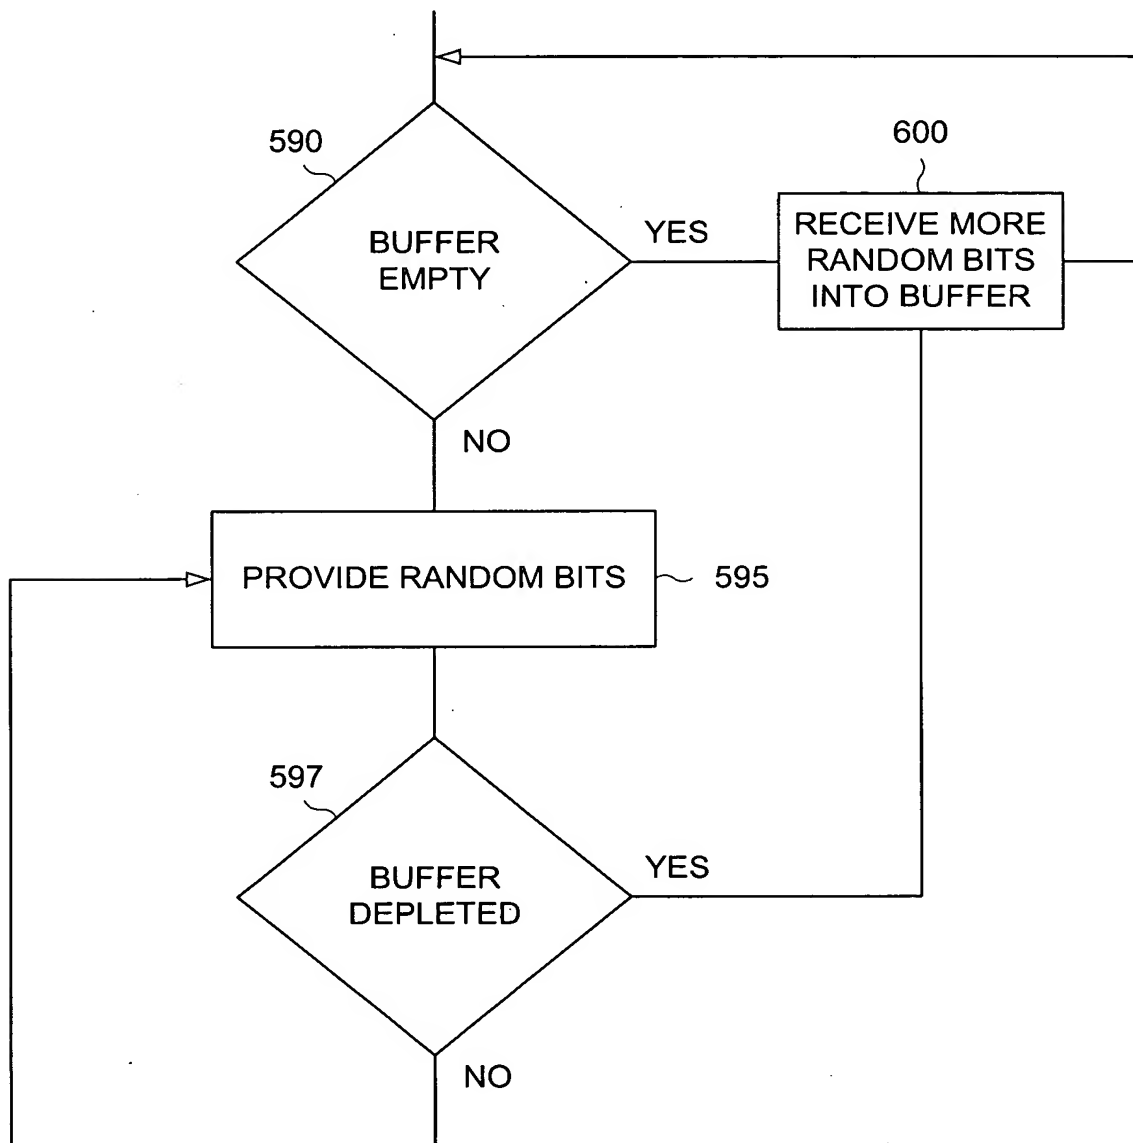 590
BUFFER
EMPTY
YES
600
RECEIVE MORE
RANDOM BITS
INTO BUFFER
NO
PROVIDE RANDOM BITS
595
597
BUFFER
DEPLETED
YES
NO